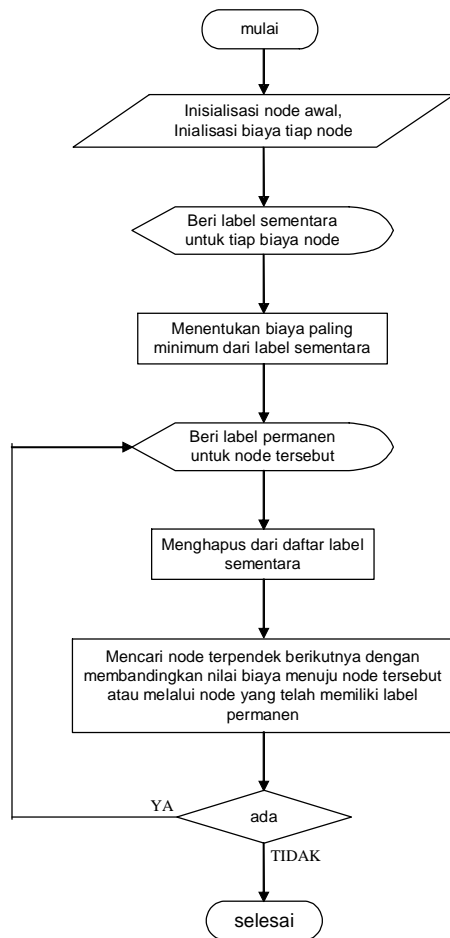 mulai
Inisialisasi node awal,
Inialisasi biaya tiap node
Beri label sementara
untuk tiap biaya node
Menentukan biaya paling
minimum dari label sementara
Beri label permanen
untuk node tersebut
Menghapus dari daftar label
sementara
Mencari node terpendek berikutnya dengan
membandingkan nilai biaya menuju node tersebut
atau melalui node yang telah memiliki label
permanen
YA
ada
TIDAK
selesai